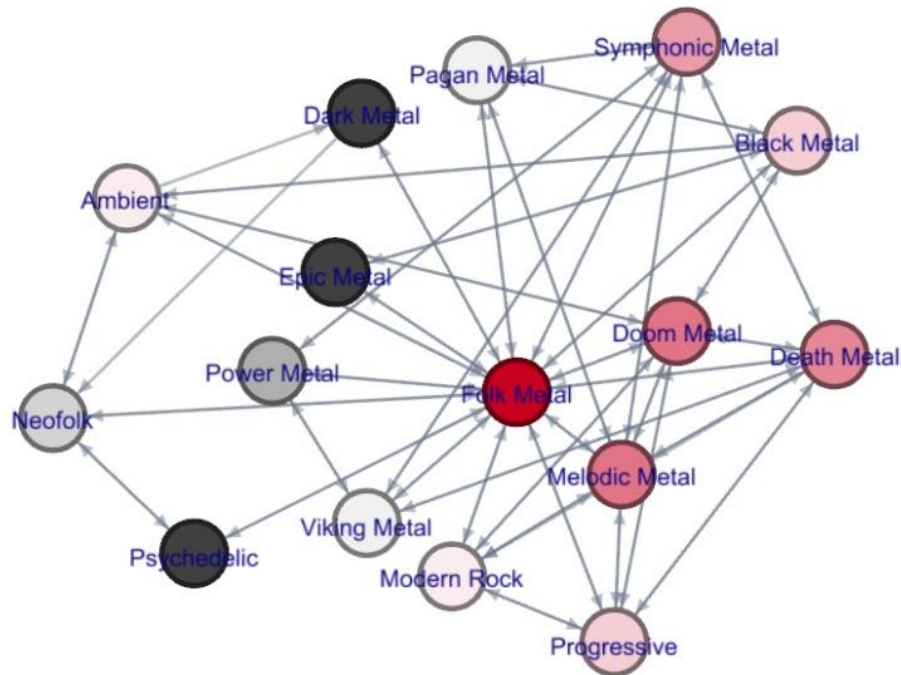 Symphonic Metal
Pagan Metal
Dark Metal
Black Metal
Ambient
Epic Metal
Doom Metal
Death Metal
Power Metal
Folk Metal
Neofolk
Melodic Metal
Viking Metal
Psychedelic
Modern Rock
Progressive